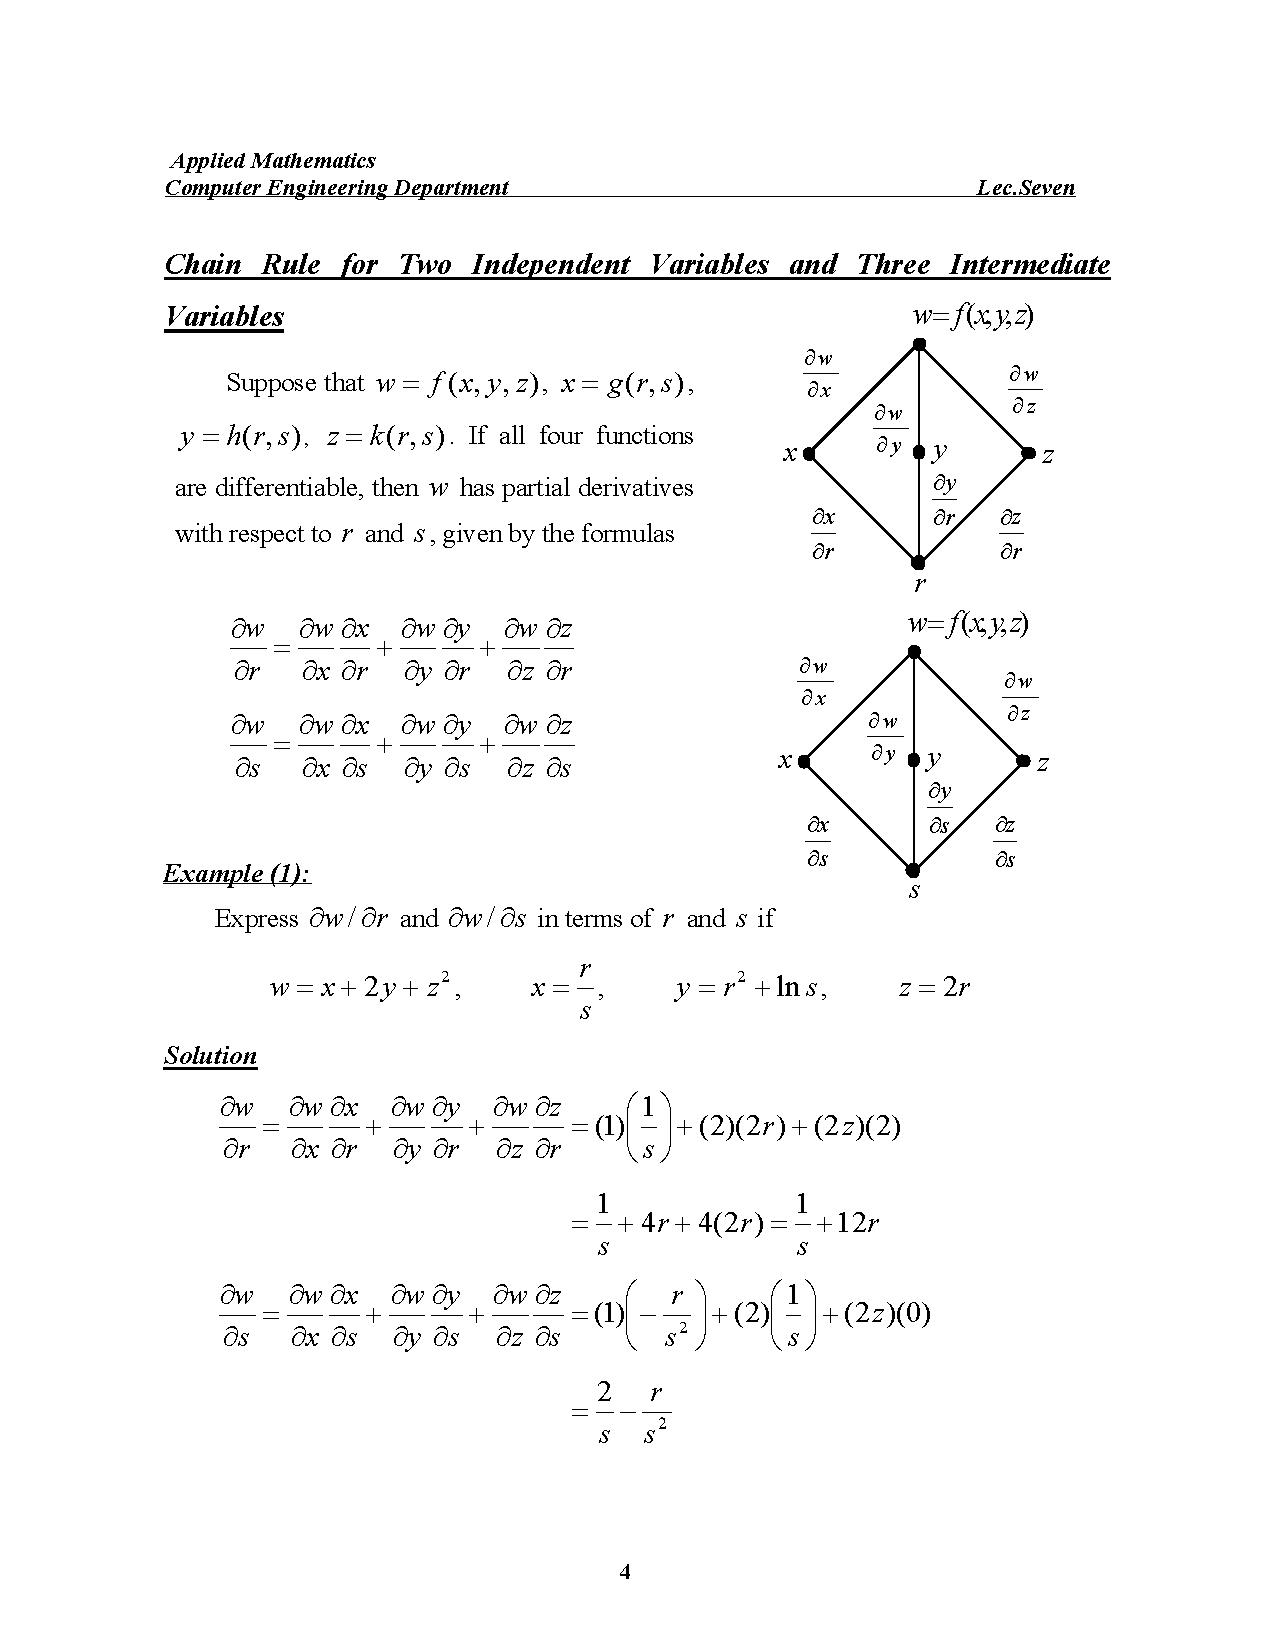 Applied Mathematics
Computer Engineering Department Lec.Seven
Chain Rule for Two Independent Variables and Three Intermediate
Variables
w=f(x,y,z)
∂w/∂x
∂w/∂z
∂w/∂y
x y z
∂y/∂r
∂x/∂r ∂z/∂r
r
Suppose that w = f(x, y, z), x = g(r, s),
y = h(r, s), z = k(r, s). If all four functions
are differentiable, then w has partial derivatives
with respect to r and s, given by the formulas
∂w/∂r = ∂w/∂x ∂x/∂r + ∂w/∂y ∂y/∂r + ∂w/∂z ∂z/∂r
∂w/∂s = ∂w/∂x ∂x/∂s + ∂w/∂y ∂y/∂s + ∂w/∂z ∂z/∂s
w=f(x,y,z)
∂w/∂x
∂w/∂z
∂w/∂y
x y z
∂y/∂s
∂x/∂s ∂z/∂s
s
Example (1):
Express ∂w/∂r and ∂w/∂s in terms of r and s if
w = x + 2y + z², x = r/s, y = r² + ln s, z = 2r
Solution
∂w/∂r = ∂w/∂x ∂x/∂r + ∂w/∂y ∂y/∂r + ∂w/∂z ∂z/∂r = (1)(1/s) + (2)(2r) + (2z)(2)
= 1/s + 4r + 4(2r) = 1/s + 12r
∂w/∂s = ∂w/∂x ∂x/∂s + ∂w/∂y ∂y/∂s + ∂w/∂z ∂z/∂s = (1)(− r/s²) + (2)(1/s) + (2z)(0)
= 2/s − r/s²
4